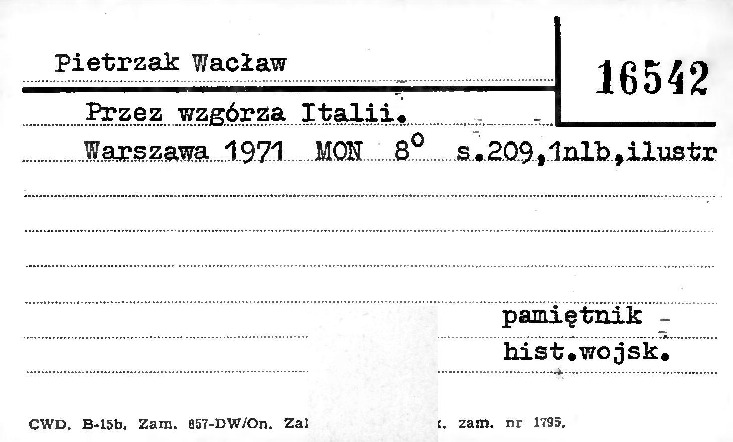 Pietrzak Wacław
16542
Przez wzgórza Italii.
Warszawa 1971 MON 8° s.209,1nlb,ilustr
pamiętnik -
hist.wojsk.
CWD. B-15b. Zam. 857-DW/On. Zal zam. nr 1795.